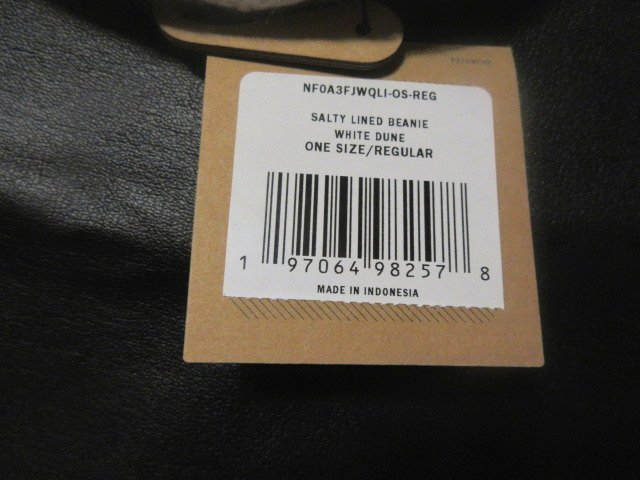 NF0A3FJWQLI-OS-REG
SALTY LINED BEANIE
WHITE DUNE
ONE SIZE/REGULAR
1 97064 98257 8
MADE IN INDONESIA